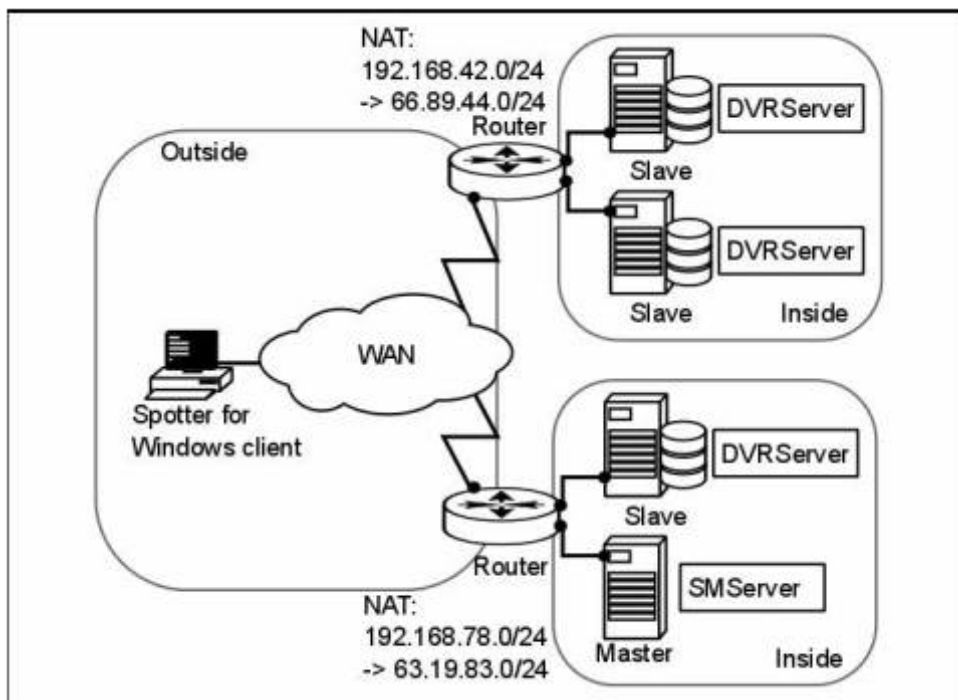 NAT:
192.168.42.0/24
-> 66.89.44.0/24
Router
Outside
DVRServer
Slave
DVRServer
Slave
Inside
WAN
Spotter for
Windows client
DVRServer
Slave
Router
SMServer
NAT:
192.168.78.0/24
-> 63.19.83.0/24
Master
Inside